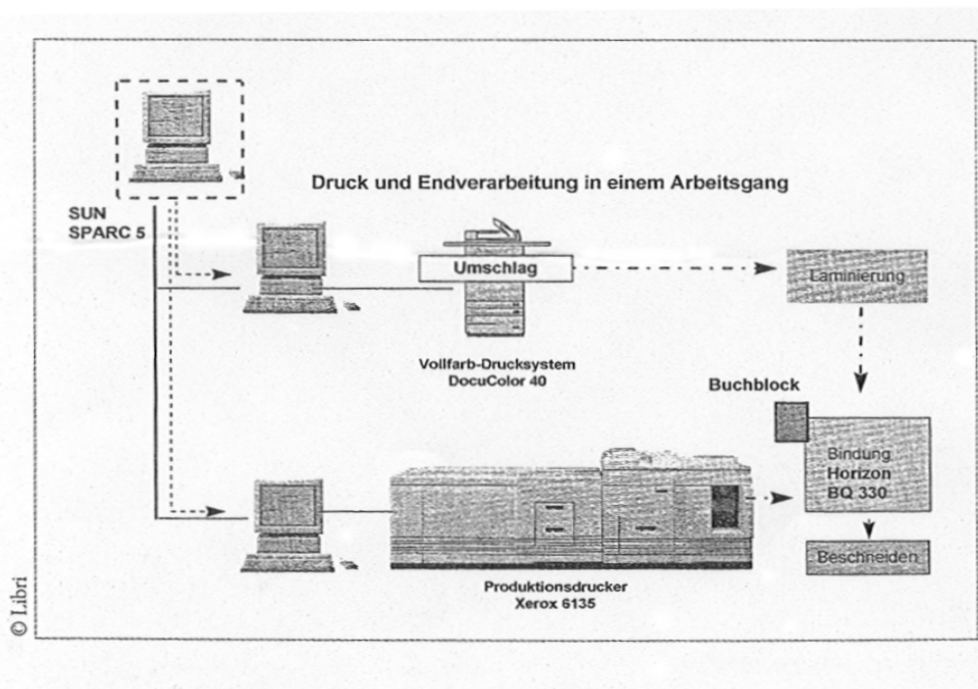 Druck und Endverarbeitung in einem Arbeitsgang
SUN
SPARC 5
Umschlag
Laminierung
Vollfarb-Drucksystem
DocuColor 40
Buchblock
Bindung
Horizon
BQ 330
Beschneiden
Produktionsdrucker
Xerox 6135
© Libri